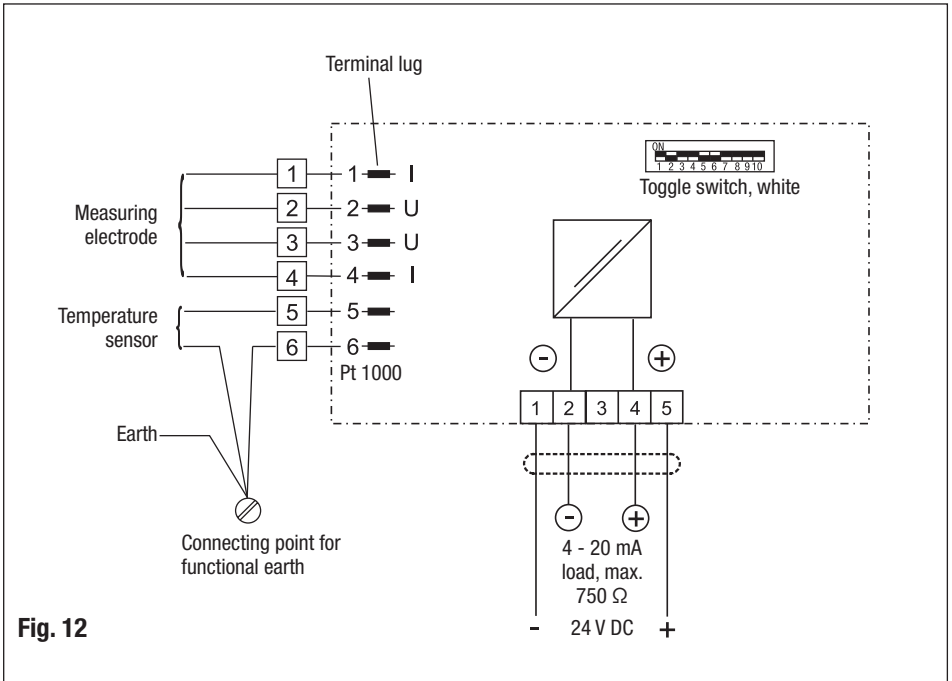 Terminal lug
ON
1 2 3 4 5 6 7 8 9 10
Toggle switch, white
Measuring
electrode
1 1 I
2 2 U
3 3 U
4 4 I
Temperature
sensor
5 5
6 6
Pt 1000
- +
1 2 3 4 5
Earth
Connecting point for
functional earth
- +
4 - 20 mA
load, max.
750 Ω
- 24 V DC +
Fig. 12